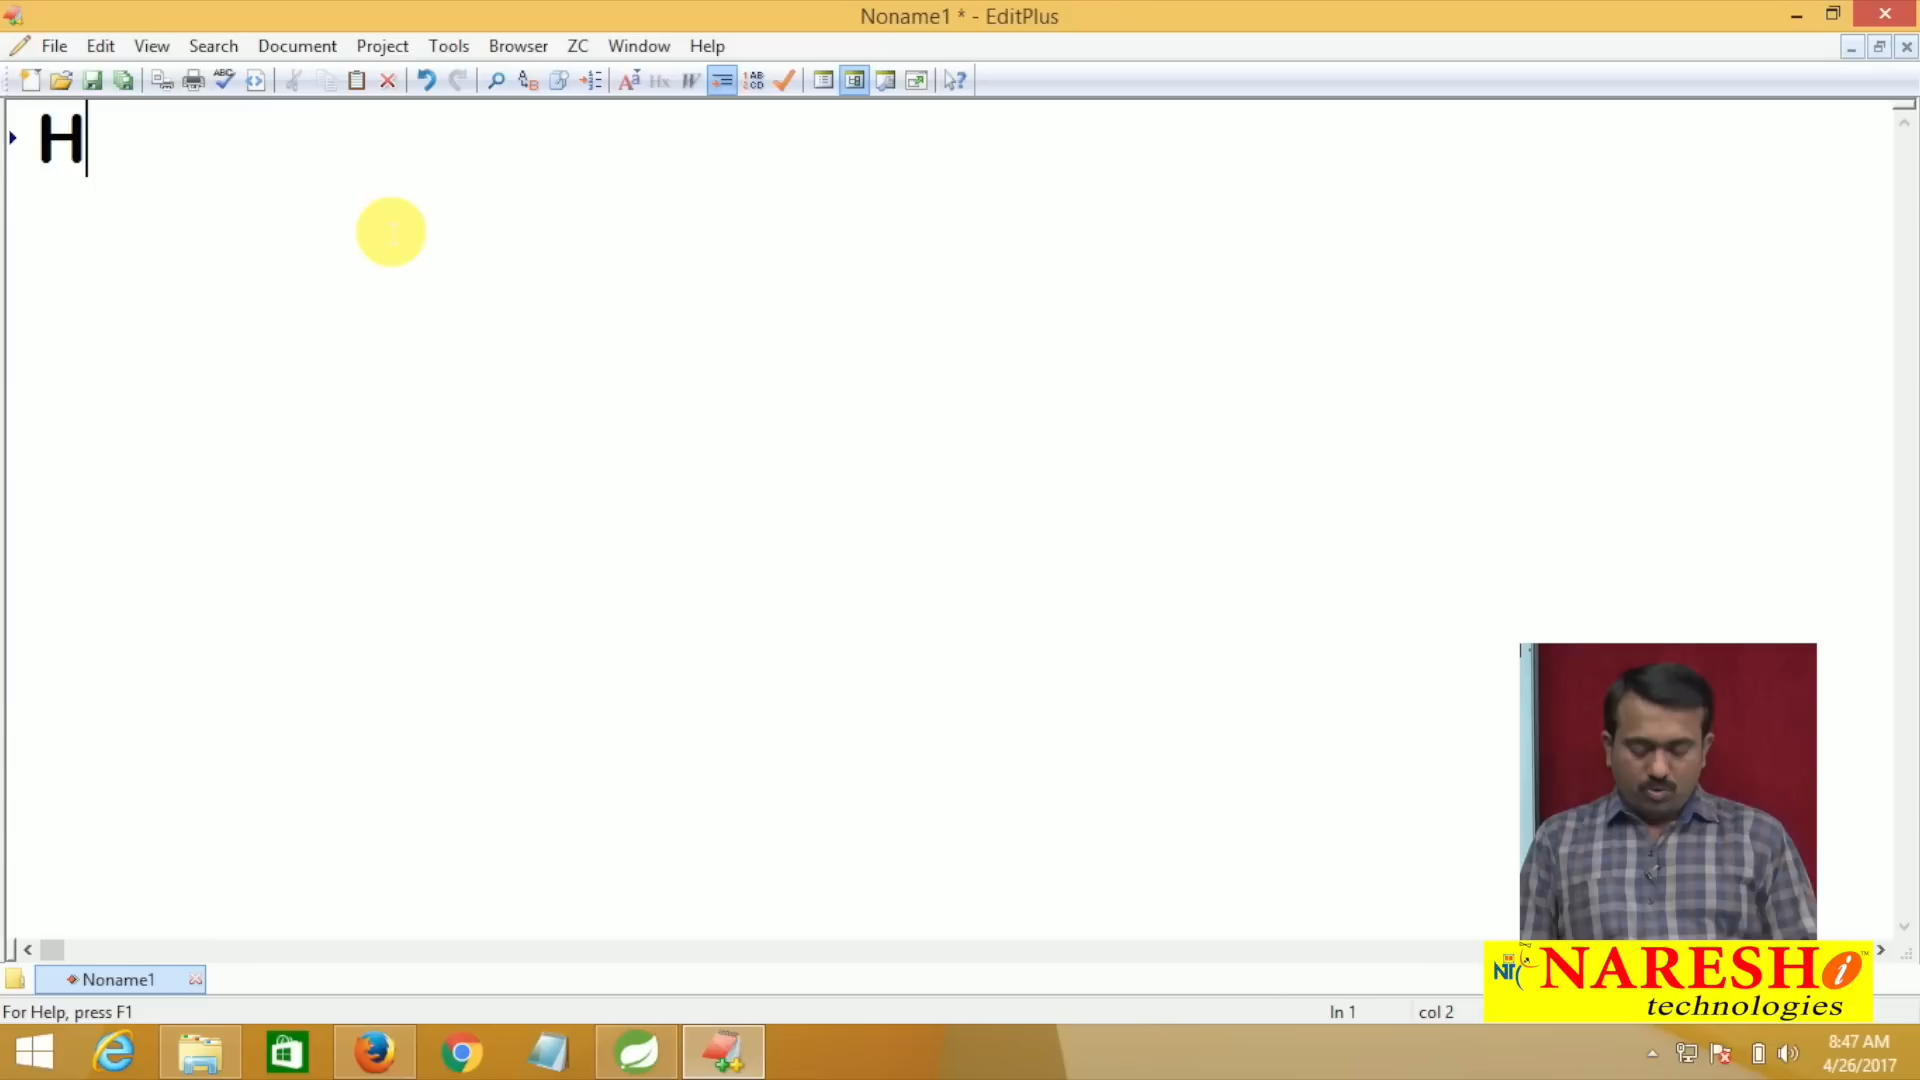 Noname1 * - EditPlus
File Edit View Search Document Project Tools Browser ZC Window Help
H
Noname1
For Help, press F1
ln 1
col 2
NARESH i
technologies
8:47 AM
4/26/2017